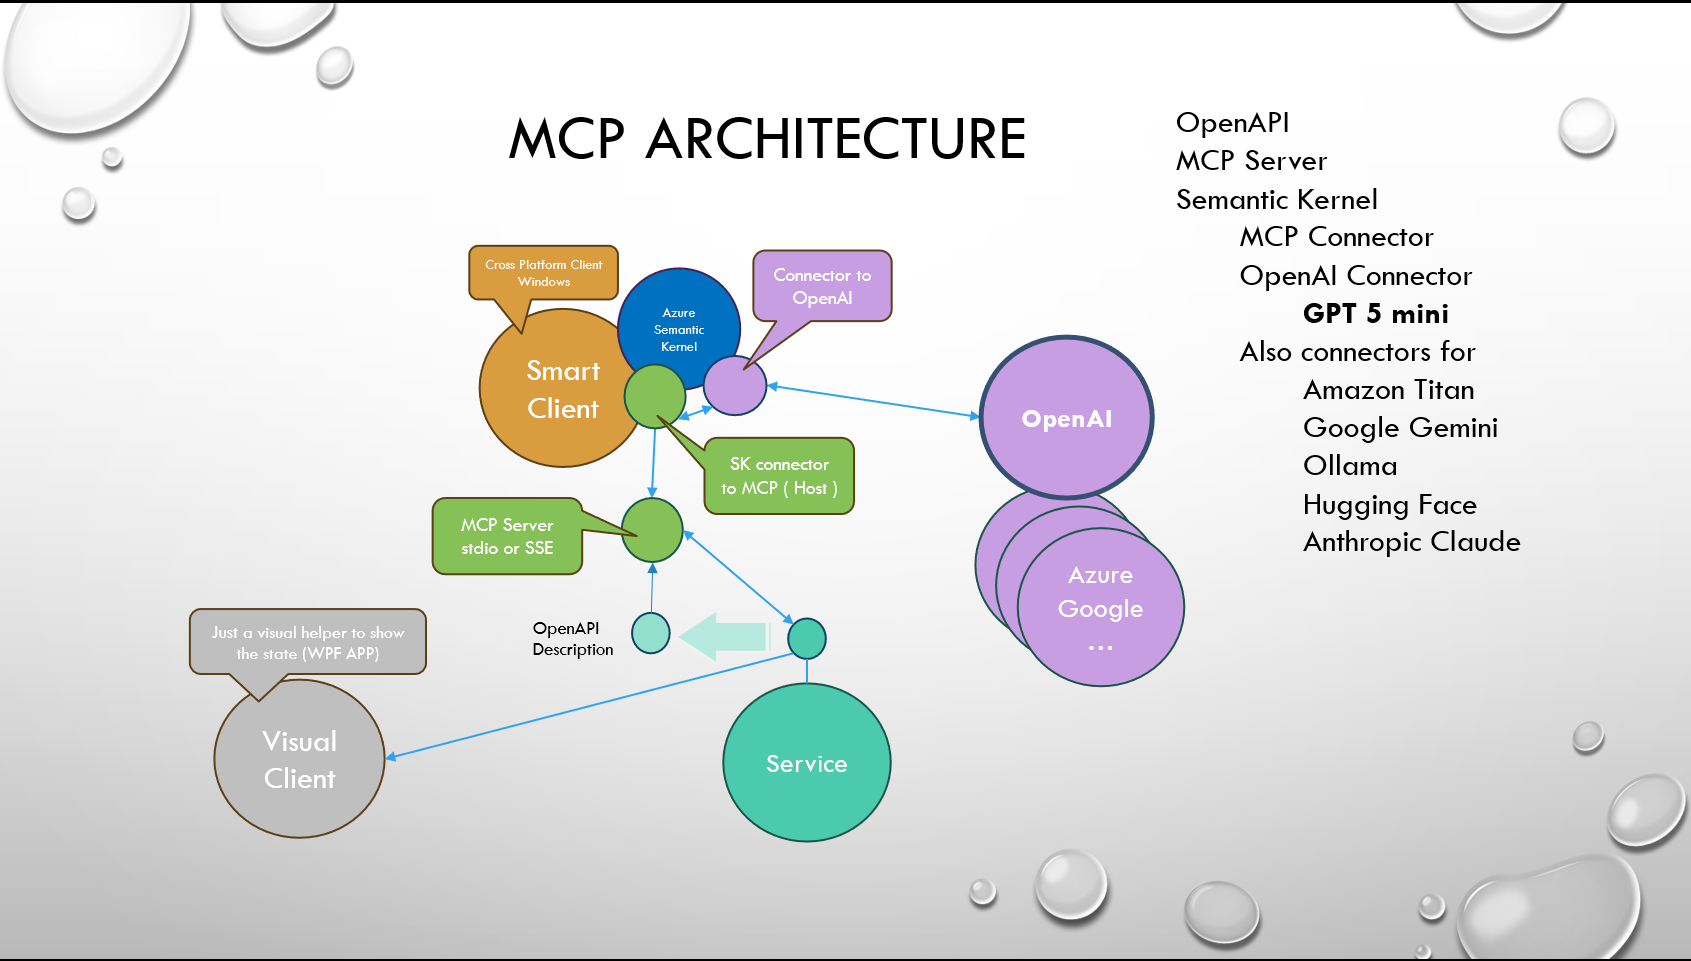 MCP ARCHITECTURE
OpenAPI
MCP Server
Semantic Kernel
MCP Connector
OpenAI Connector
GPT 5 mini
Also connectors for
Amazon Titan
Google Gemini
Ollama
Hugging Face
Anthropic Claude
Cross Platform Client
Windows
Azure
Semantic
Kernel
Connector to
OpenAI
Smart
Client
OpenAI
SK connector
to MCP ( Host )
MCP Server
stdio or SSE
Azure
Google
...
OpenAPI
Description
Just a visual helper to show
the state (WPF APP)
Visual
Client
Service